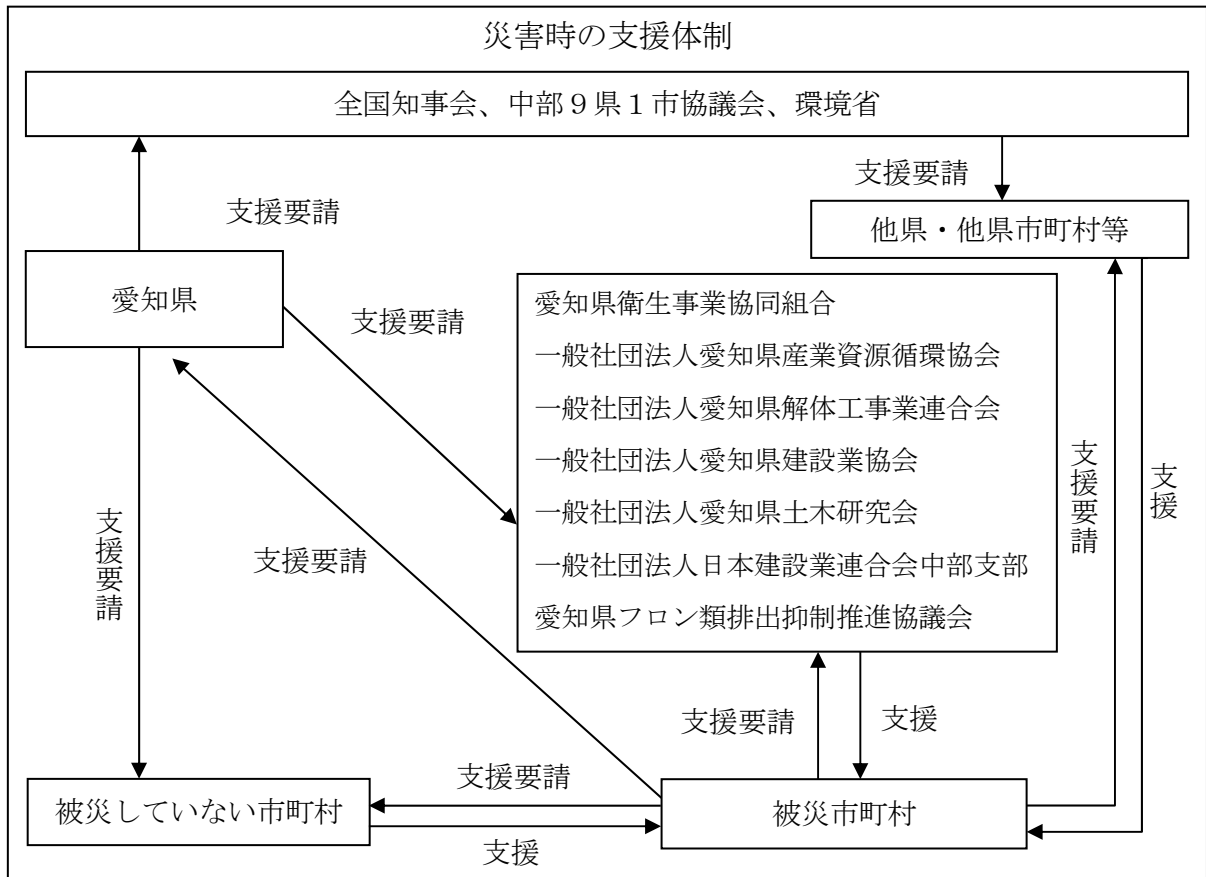 災害時の支援体制
全国知事会、中部９県１市協議会、環境省
支援要請
支援要請
他県・他県市町村等
愛知県
支援要請
愛知県衛生事業協同組合
一般社団法人愛知県産業資源循環協会
一般社団法人愛知県解体工事業連合会
一般社団法人愛知県建設業協会
一般社団法人愛知県土木研究会
一般社団法人日本建設業連合会中部支部
愛知県フロン類排出抑制推進協議会
支援要請
支援
支援要請
支援要請
支援要請
支援
支援要請
被災していない市町村
被災市町村
支援